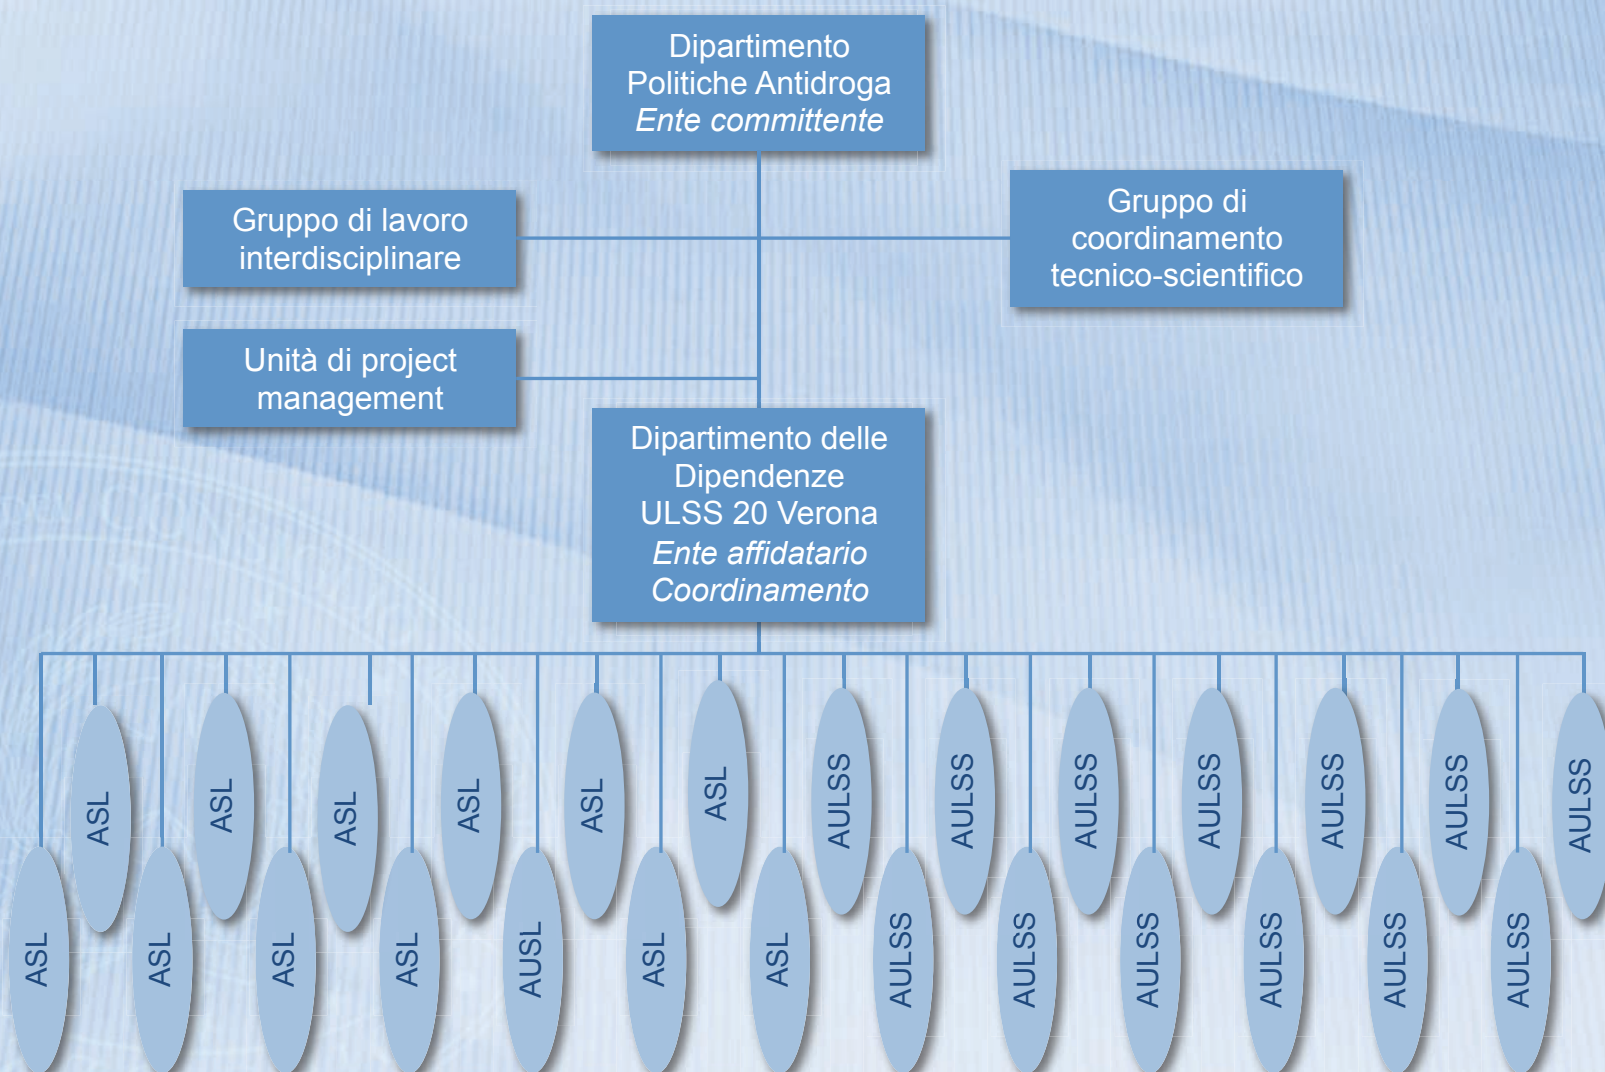 Dipartimento
Politiche Antidroga
Ente committente
Gruppo di lavoro
interdisciplinare
Gruppo di
coordinamento
tecnico-scientifico
Unità di project
management
Dipartimento delle
Dipendenze
ULSS 20 Verona
Ente affidatario
Coordinamento
ASL
ASL
ASL
ASL
ASL
ASL
AULSS
AULSS
AULSS
AULSS
AULSS
AULSS
AULSS
ASL
ASL
ASL
ASL
AUSL
ASL
ASL
AULSS
AULSS
AULSS
AULSS
AULSS
AULSS